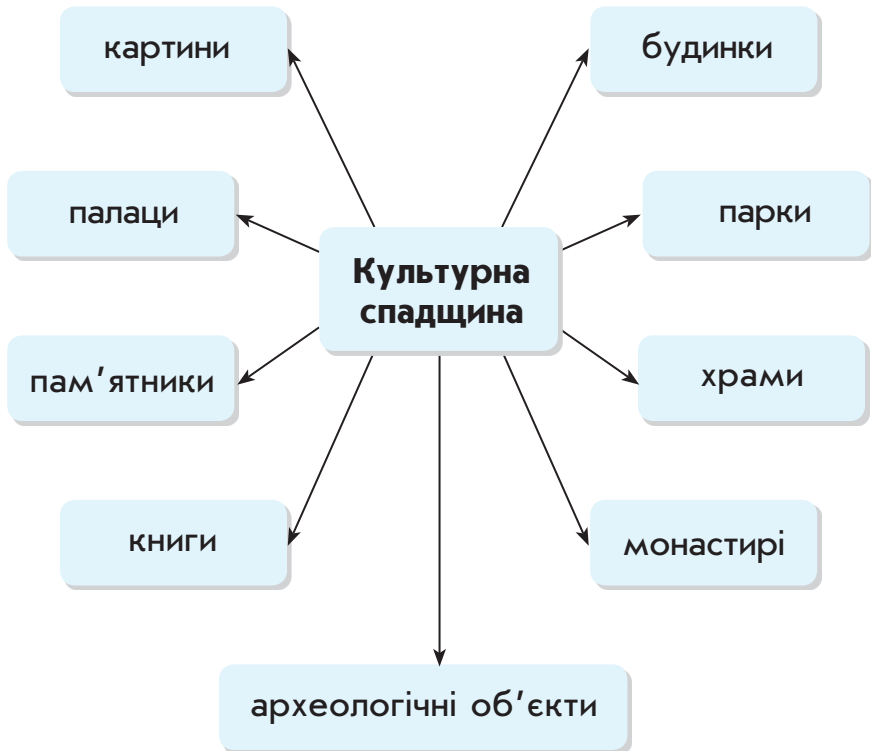 картини
будинки
палаци
парки
Культурна
спадщина
пам'ятники
храми
книги
монастирі
археологічні об'єкти